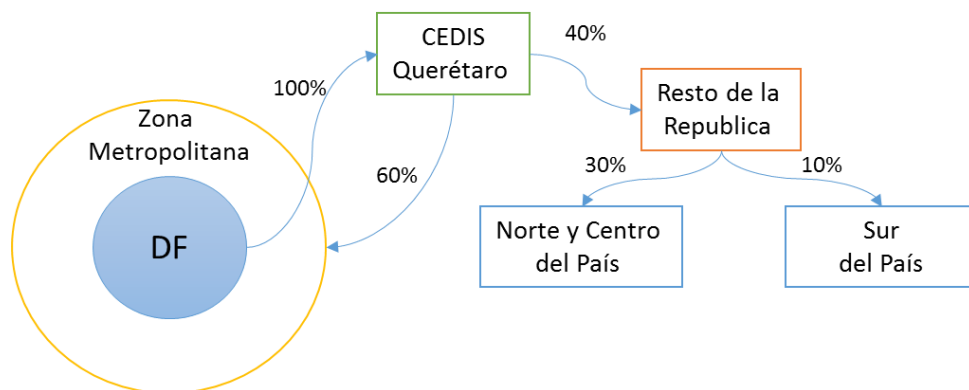 CEDIS
Querétaro
40%
100%
Resto de la
Republica
Zona
Metropolitana
60%
30%
10%
DF
Norte y Centro
del País
Sur
del País